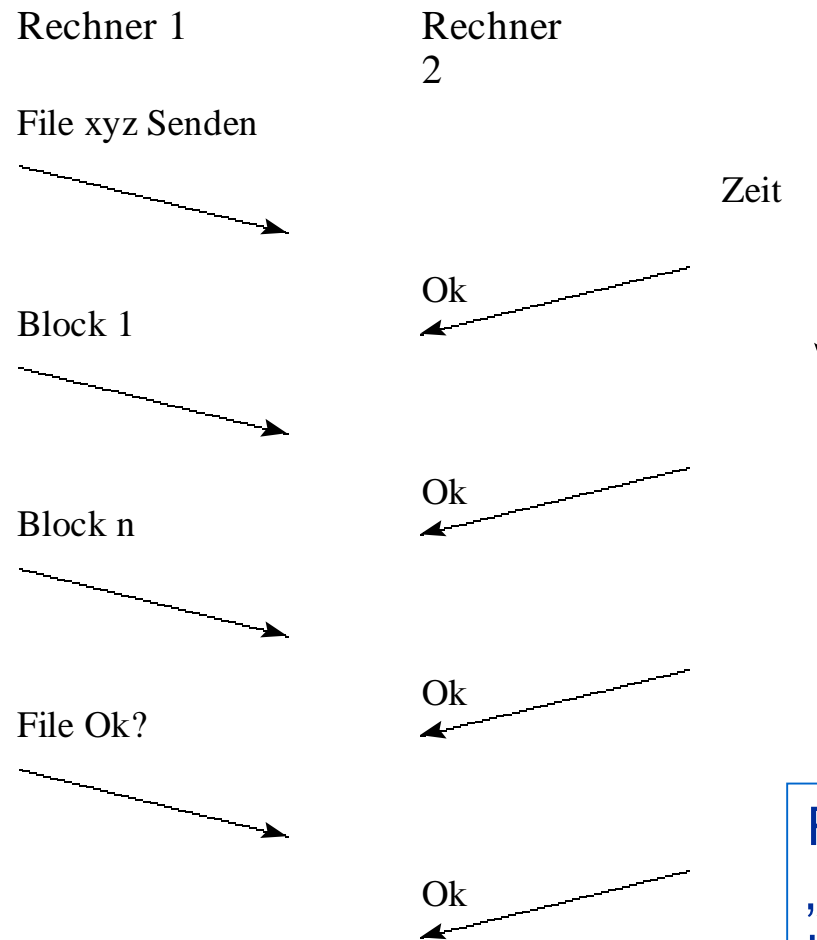 Rechner 1
Rechner
2
File xyz Senden
Zeit
Ok
Block 1
Ok
Block n
Ok
File Ok?
Ok